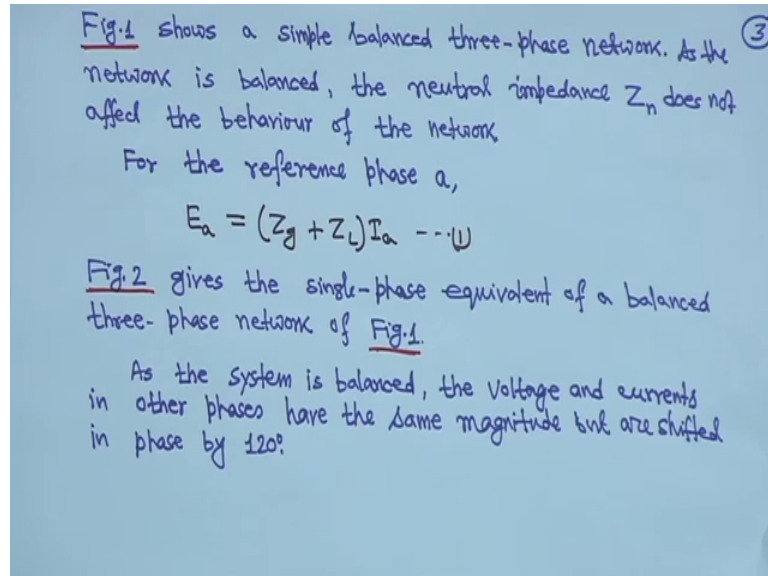 ③
Fig.1 shows a simple balanced three-phase network. As the
network is balanced, the neutral impedance Zn does not
affect the behaviour of the network
For the reference phase a,
Ea = (Zg + ZL)Ia ---(1)
Fig.2 gives the single-phase equivalent of a balanced
three-phase network of Fig.1.
As the system is balanced, the voltage and currents
in other phases have the same magnitude but are shifted
in phase by 120°.